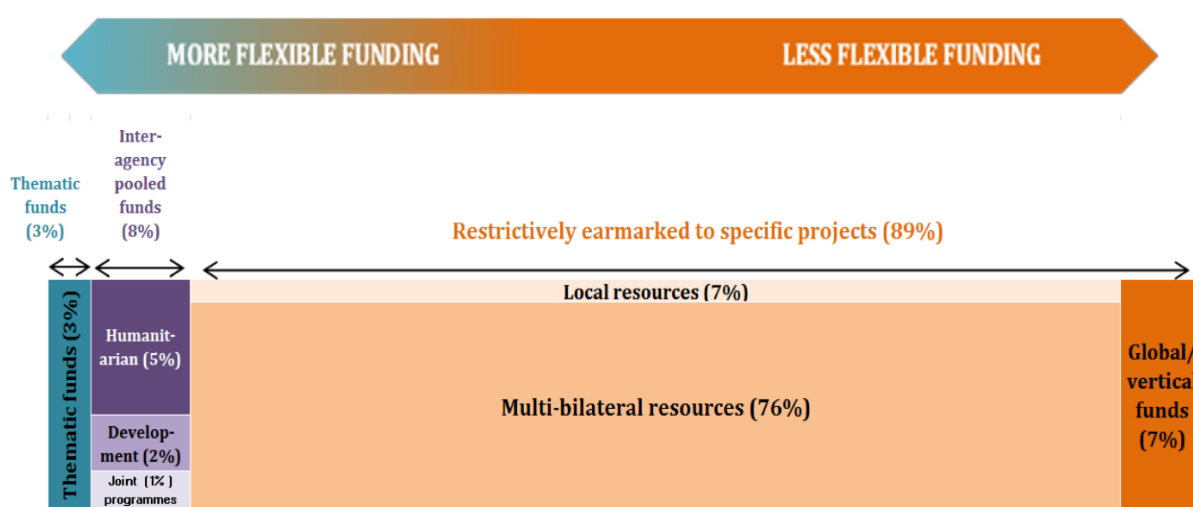 MORE FLEXIBLE FUNDING
LESS FLEXIBLE FUNDING
Thematic
funds
(3%)
Inter-
agency
pooled
funds
(8%)
Restrictively earmarked to specific projects (89%)
Thematic funds (3%)
Humanit-
arian (5%)
Develop-
ment (2%)
Joint (1%)
programmes
Local resources (7%)
Multi-bilateral resources (76%)
Global/
vertical
funds
(7%)